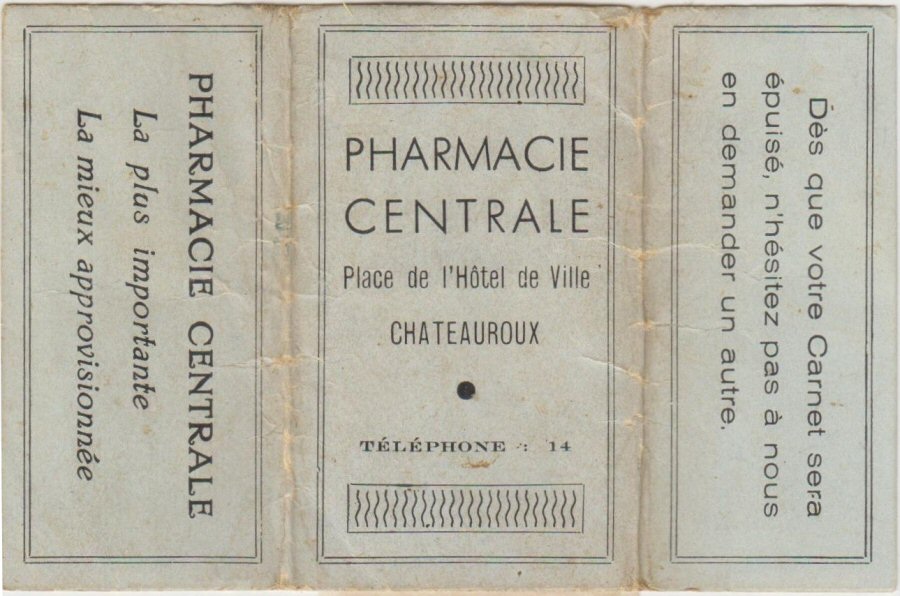 PHARMACIE CENTRALE
La plus importante
La mieux approvisionnée
PHARMACIE
CENTRALE
Place de l'Hôtel de Ville
CHATEAUROUX
TÉLÉPHONE : 14
Dès que votre Carnet sera
épuisé, n'hésitez pas à nous
en demander un autre.